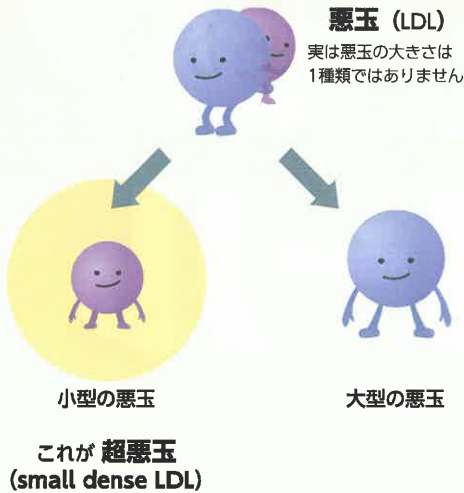 悪玉 (LDL)
実は悪玉の大きさは
1種類ではありません
小型の悪玉
大型の悪玉
これが 超悪玉
(small dense LDL)